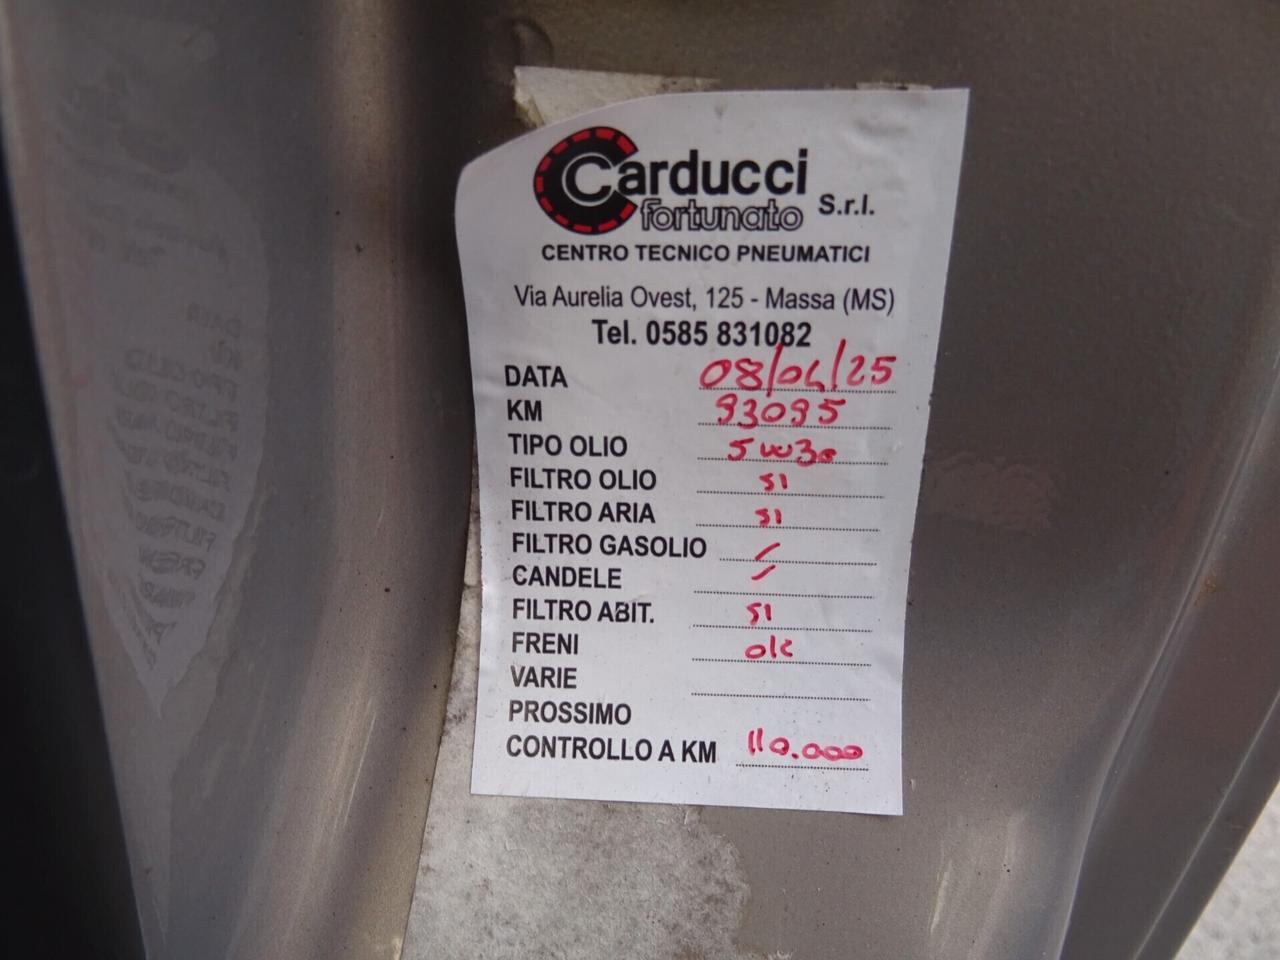 Carducci
fortunato S.r.l.
CENTRO TECNICO PNEUMATICI
Via Aurelia Ovest, 125 - Massa (MS)
Tel. 0585 831082
DATA 08/04/25
KM 93095
TIPO OLIO 5W30
FILTRO OLIO SI
FILTRO ARIA SI
FILTRO GASOLIO /
CANDELE /
FILTRO ABIT. SI
FRENI ok
VARIE
PROSSIMO
CONTROLLO A KM 110.000